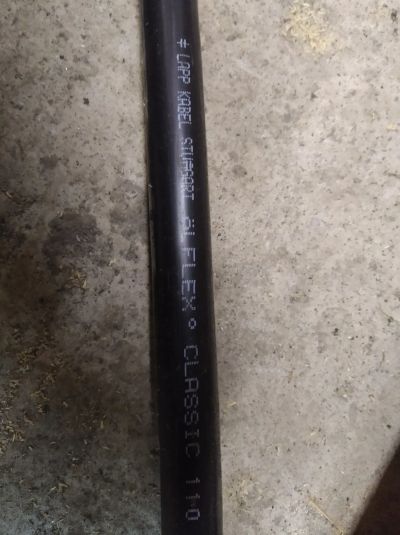 ≠ LAPP KABEL STUTTGART ÖLFLEX® CLASSIC 110